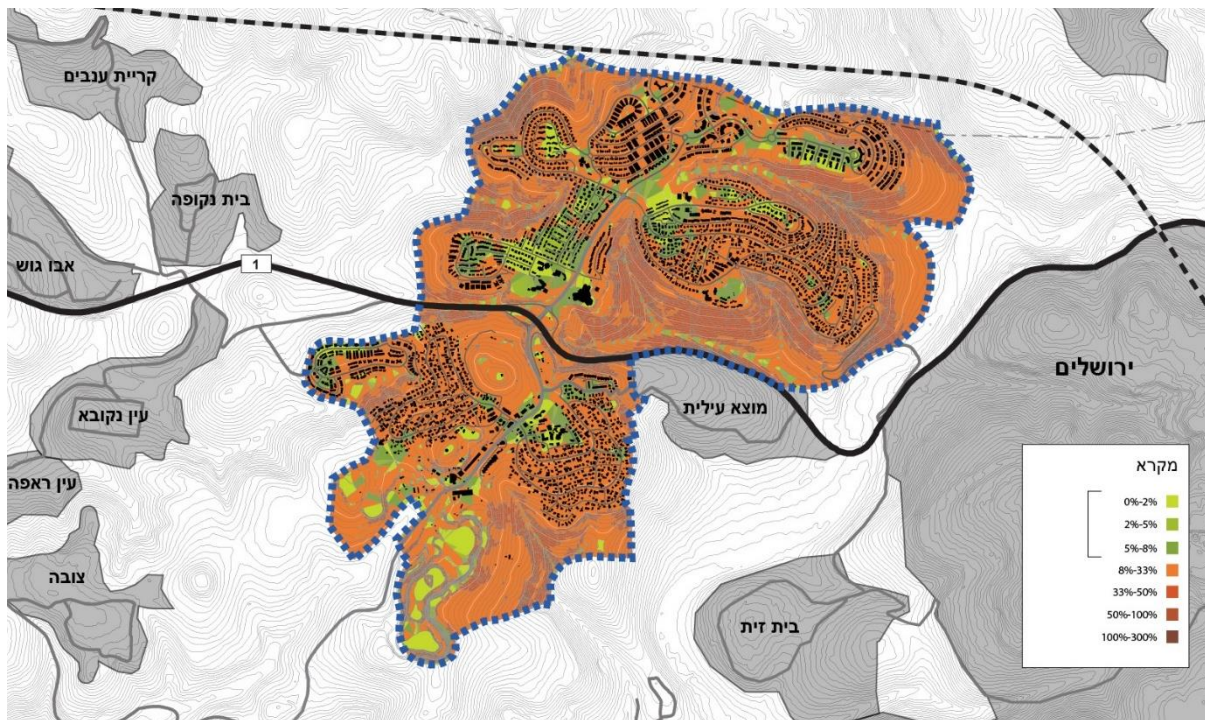 קריית ענבים
בית נקופה
אבו גוש
1
עין נקובא
עין ראפה
צובה
מוצא עילית
ירושלים
בית זית
מקרא
0%-2%
2%-5%
5%-8%
8%-33%
33%-50%
50%-100%
100%-300%